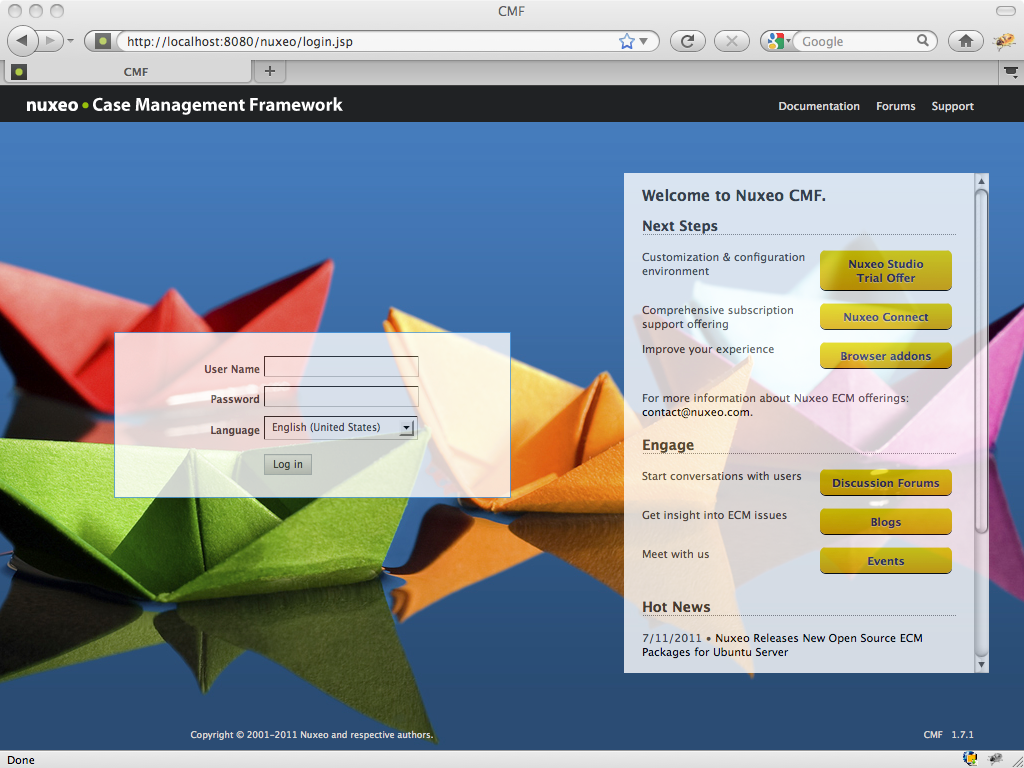 CMF
http://localhost:8080/nuxeo/login.jsp
Google
CMF
nuxeo • Case Management Framework
Documentation Forums Support
Welcome to Nuxeo CMF.
Next Steps
Customization & configuration
environment
Nuxeo Studio
Trial Offer
Comprehensive subscription
support offering
Nuxeo Connect
Improve your experience
Browser addons
For more information about Nuxeo ECM offerings:
contact@nuxeo.com.
User Name
Password
Language English (United States)
Log in
Engage
Start conversations with users
Discussion Forums
Get insight into ECM issues
Blogs
Meet with us
Events
Hot News
7/11/2011 • Nuxeo Releases New Open Source ECM
Packages for Ubuntu Server
Copyright © 2001-2011 Nuxeo and respective authors.
CMF 1.7.1
Done